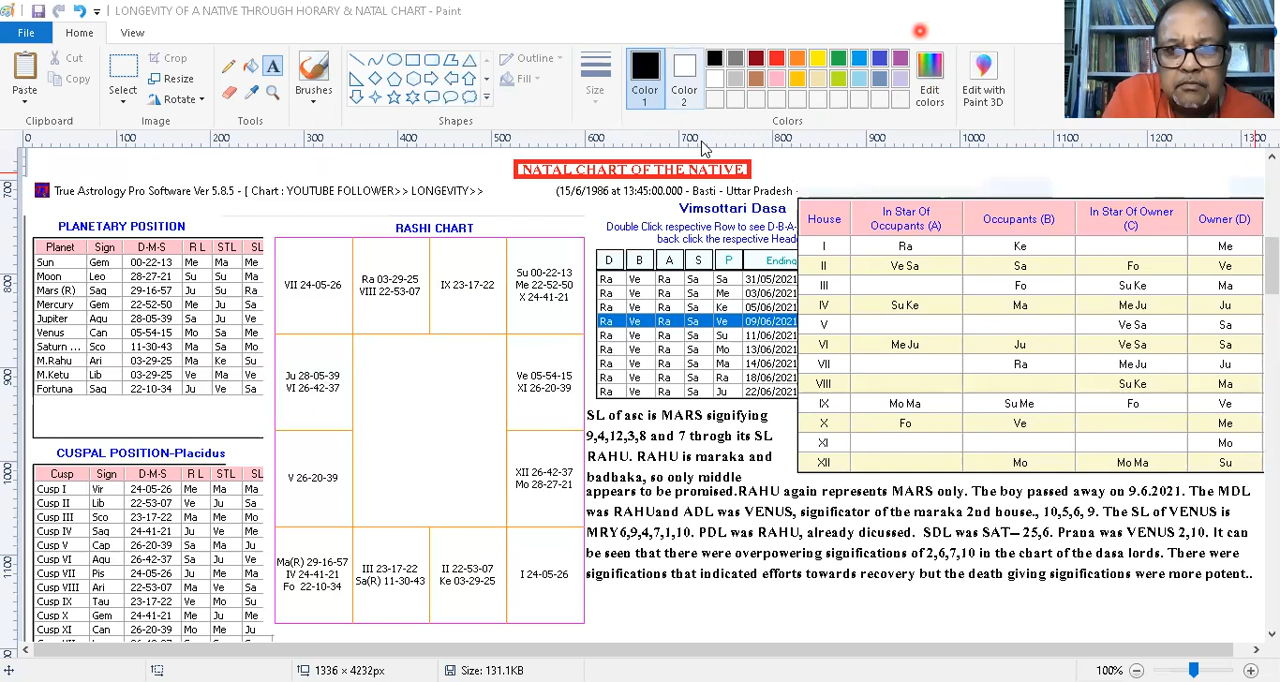 LONGEVITY OF A NATIVE THROUGH HORARY & NATAL CHART - Paint
File Home View
Paste Cut Copy Clipboard
Select Crop Resize Rotate Image
A Tools
Brushes
Outline Fill Shapes
Size
Color 1 Color 2 Edit colors Colors
Edit with Paint 3D
0 100 200 300 400 500 600 700 800 900 1000 1100 1200 1300
700 800 900 1000 1100
NATAL CHART OF THE NATIVE
True Astrology Pro Software Ver 5.8.5 - [ Chart : YOUTUBE FOLLOWER>> LONGEVITY>> (15/6/1986 at 13:45:00.000 - Basti - Uttar Pradesh -
PLANETARY POSITION
Planet Sign D-M-S R L STL SL
Sun Gem 00-22-13 Me Ma Me
Moon Leo 28-27-21 Su Su Ma
Mars (R) Sag 29-16-57 Ju Su Ra
Mercury Gem 22-52-50 Me Ju Sa
Jupiter Aqu 28-05-39 Sa Ju Su
Venus Can 05-54-15 Mo Sa Me
Saturn ... Sco 11-30-43 Ma Sa Mo
M.Rahu Ari 03-29-25 Ma Ke Su
M.Ketu Lib 03-29-25 Ve Ma Ve
Fortuna Sag 22-10-34 Ju Ve Sa
CUSPAL POSITION-Placidus
Cusp Sign D-M-S R L STL SL
Cusp I Vir 24-05-26 Me Ma Ma
Cusp II Lib 22-53-07 Ve Ju Sa
Cusp III Sco 23-17-22 Ma Me Mo
Cusp IV Sag 24-41-21 Ju Ve Me
Cusp V Cap 26-20-39 Sa Ma Ju
Cusp VI Aqu 26-42-37 Sa Ju Ve
Cusp VII Pis 24-05-26 Ju Me Ma
Cusp VIII Ari 22-53-07 Ma Ve Sa
Cusp IX Tau 23-17-22 Ve Mo Su
Cusp X Gem 24-41-21 Me Ju Me
Cusp XI Can 26-20-39 Mo Me Ju
RASHI CHART
VII 24-05-26
Ra 03-29-25
VIII 22-53-07
IX 23-17-22
Su 00-22-13
Me 22-52-50
X 24-41-21
Ju 28-05-39
VI 26-42-37
Ve 05-54-15
XI 26-20-39
V 26-20-39
XII 26-42-37
Mo 28-27-21
Ma(R) 29-16-57
IV 24-41-21
Fo 22-10-34
III 23-17-22
Sa(R) 11-30-43
II 22-53-07
Ke 03-29-25
I 24-05-26
Vimsottari Dasa
Double Click respective Row to see D-B-A-
back click the respective Heade
D B A S P Ending
Ra Ve Ra Sa Sa 31/05/2021
Ra Ve Ra Sa Me 03/06/2021
Ra Ve Ra Sa Ke 05/06/2021
Ra Ve Ra Sa Ve 09/06/2021
Ra Ve Ra Sa Su 11/06/2021
Ra Ve Ra Sa Mo 13/06/2021
Ra Ve Ra Sa Ma 14/06/2021
Ra Ve Ra Sa Ra 18/06/2021
Ra Ve Ra Sa Ju 22/06/2021
House In Star Of Occupants (A) Occupants (B) In Star Of Owner (C) Owner (D)
I Ra Ke Me
II Ve Sa Sa Fo Ve
III Fo Su Ke Ma
IV Su Ke Ma Me Ju Ju
V Ve Sa Sa
VI Me Ju Ju Ve Sa Sa
VII Ra Me Ju Ju
VIII Su Ke Ma
IX Mo Ma Su Me Fo Ve
X Fo Ve Me
XI Mo
XII Mo Mo Ma Su
SL of asc is MARS signifying
9,4,12,3,8 and 7 throgh its SL
RAHU. RAHU is maraka and
badhaka, so only middle
appears to be promised.RAHU again represents MARS only. The boy passed away on 9.6.2021. The MDL
was RAHUand ADL was VENUS, significator of the maraka 2nd house., 10,5,6, 9. The SL of VENUS is
MRY6,9,4,7,1,10. PDL was RAHU, already dicussed.  SDL was SAT--25,6. Prana was VENUS 2,10. It can
be seen that there were overpowering significations of 2,6,7,10 in the chart of the dasa lords. There were
significations that indicated efforts towards recovery but the death giving significations were more potent..
1336 × 4232px Size: 131.1KB 100%